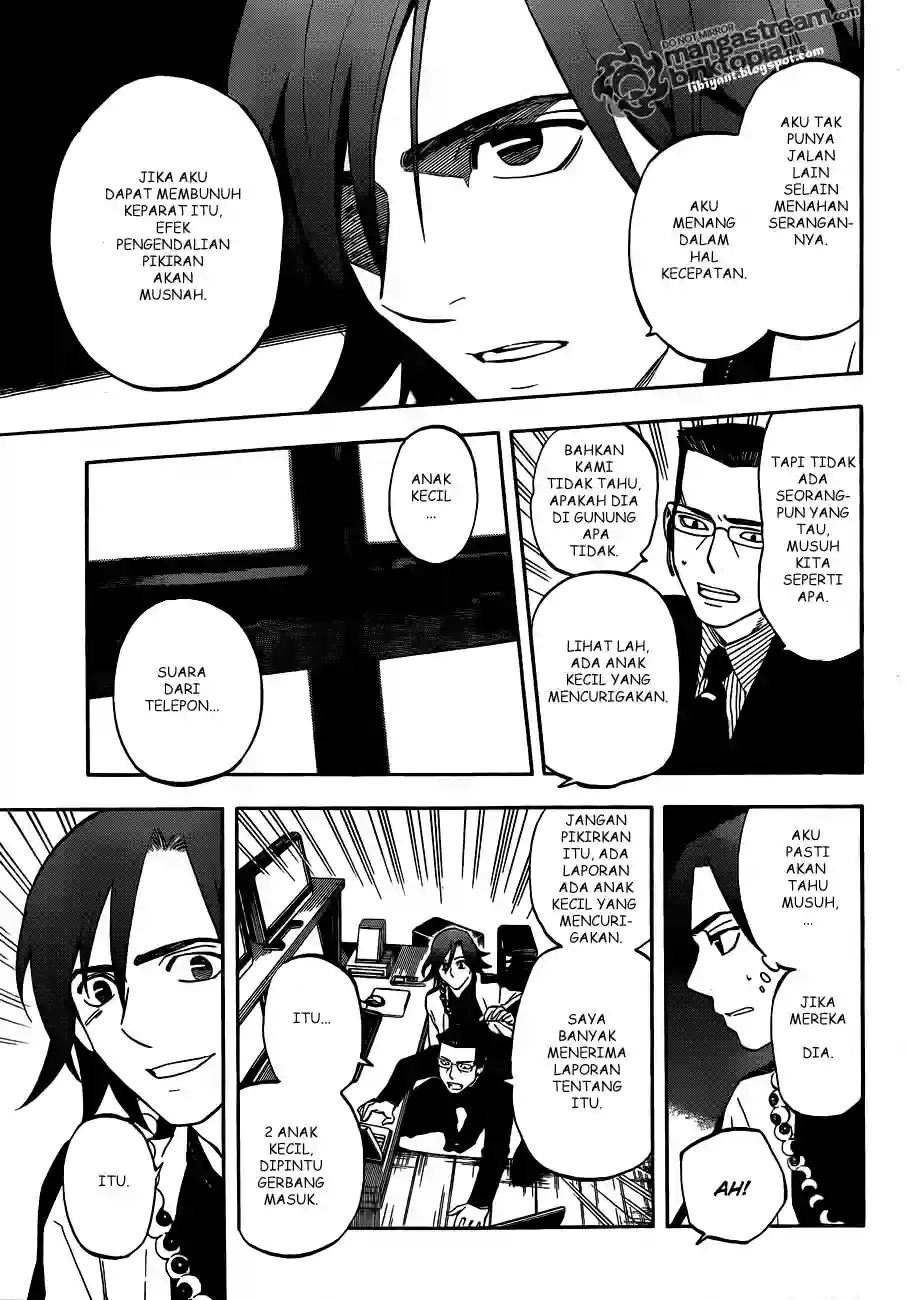 DO NOT MIRROR
mangastream.com
binktopia
libiyant.blogspot.com
AKU TAK
PUNYA
JALAN
LAIN
SELAIN
MENAHAN
SERANGAN-
NYA.
AKU
MENANG
DALAM
HAL
KECEPATAN.
JIKA AKU
DAPAT MEMBUNUH
KEPARAT ITU,
EFEK
PENGENDALIAN
PIKIRAN
AKAN
MUSNAH.
TAPI TIDAK
ADA
SEORANG-
PUN YANG
TAU,
MUSUH
KITA
SEPERTI
APA.
BAHKAN
KAMI
TIDAK TAHU,
APAKAH DIA
DI GUNUNG
APA
TIDAK.
LIHAT LAH,
ADA ANAK
KECIL YANG
MENCURIGAKAN.
ANAK
KECIL
...
SUARA
DARI
TELEPON...
AKU
PASTI
AKAN
TAHU
MUSUH,
...
JIKA
MEREKA
DIA.
AH!
JANGAN
PIKIRKAN
ITU, ADA
LAPORAN
ADA ANAK
KECIL YANG
MENCURI-
GAKAN.
SAYA
BANYAK
MENERIMA
LAPORAN
TENTANG
ITU.
ITU...
2 ANAK
KECIL,
DIPINTU
GERBANG
MASUK.
ITU.